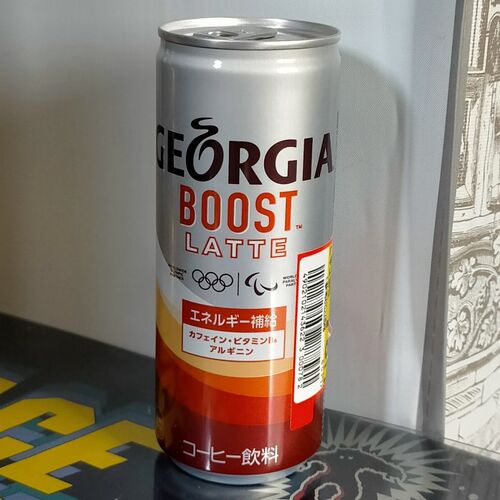 GEORGIA
BOOST™
LATTE
エネルギー補給
カフェイン・ビタミンB₆
アルギニン
コーヒー飲料